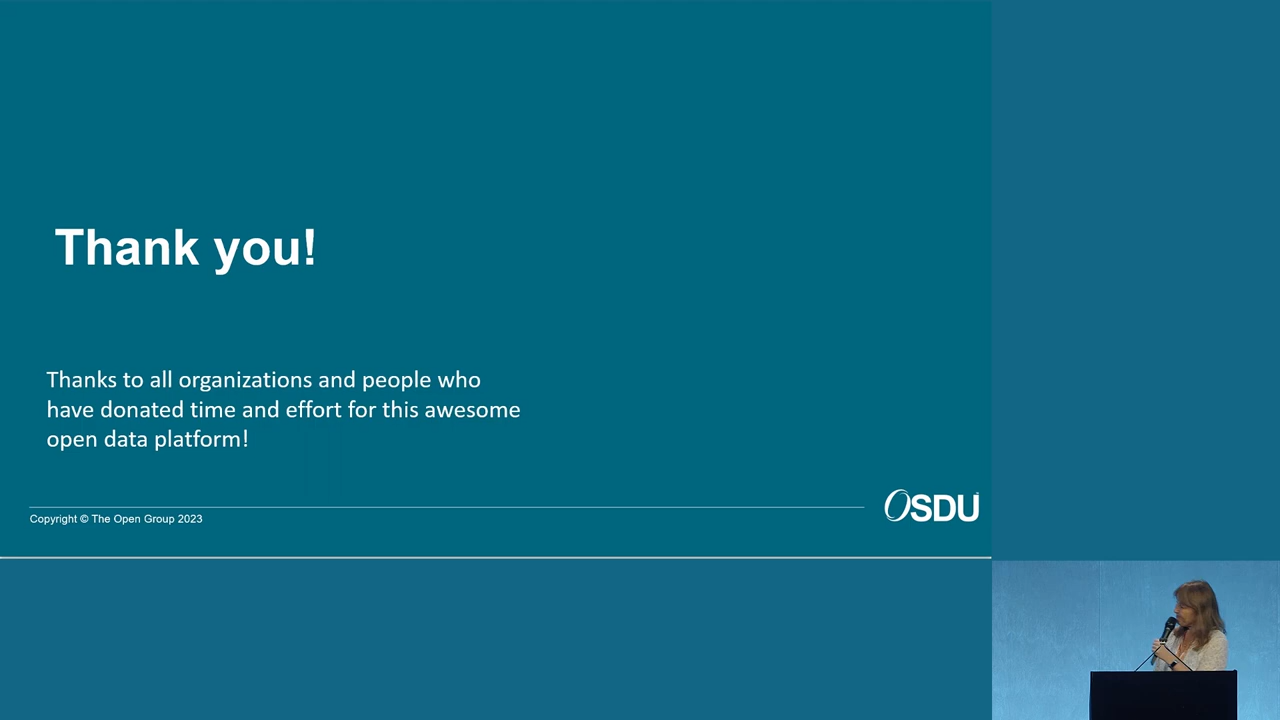 Thank you!
Thanks to all organizations and people who
have donated time and effort for this awesome
open data platform!
Copyright © The Open Group 2023
OSDU